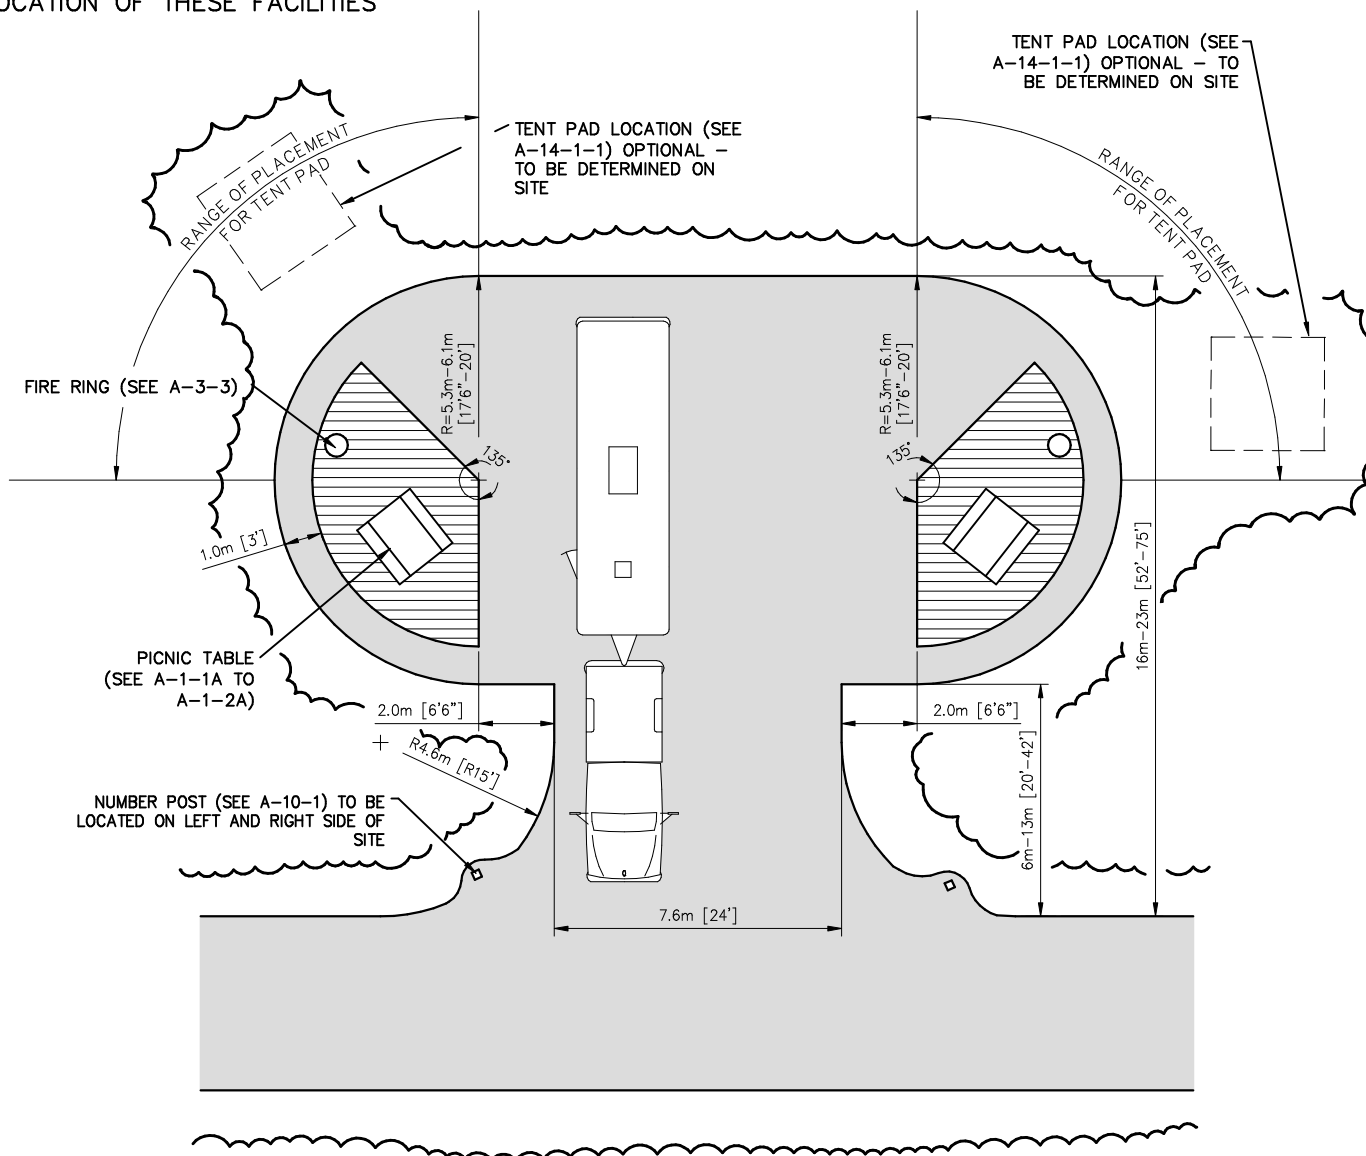 OCATION OF THESE FACILITIES
TENT PAD LOCATION (SEE
A-14-1-1) OPTIONAL - TO
BE DETERMINED ON SITE
TENT PAD LOCATION (SEE
A-14-1-1) OPTIONAL -
TO BE DETERMINED ON
SITE
RANGE OF PLACEMENT
FOR TENT PAD
RANGE OF PLACEMENT
FOR TENT PAD
FIRE RING (SEE A-3-3)
R=5.3m-6.1m
[17'6"-20']
R=5.3m-6.1m
[17'6"-20']
135°
135°
1.0m [3']
16m-23m [52'-75']
PICNIC TABLE
(SEE A-1-1A TO
A-1-2A)
2.0m [6'6"]
2.0m [6'6"]
R4.6m [R15']
6m-13m [20'-42']
NUMBER POST (SEE A-10-1) TO BE
LOCATED ON LEFT AND RIGHT SIDE OF
SITE
7.6m [24']